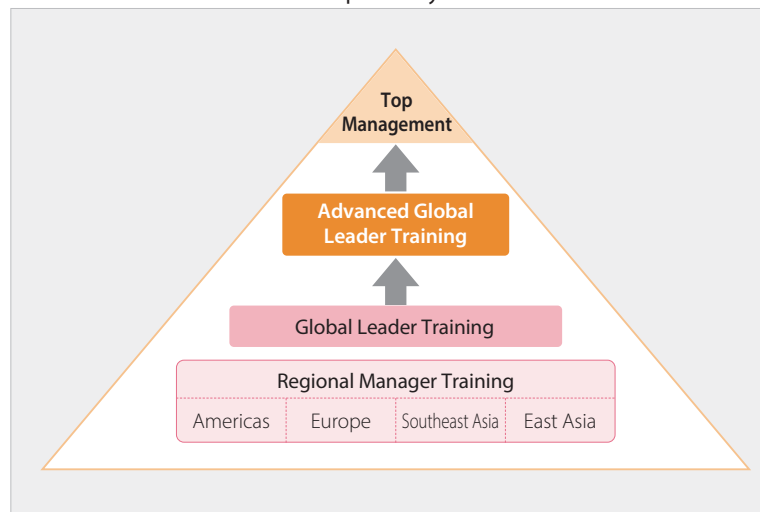 Top
Management
Advanced Global
Leader Training
Global Leader Training
Regional Manager Training
Americas
Europe
Southeast Asia
East Asia